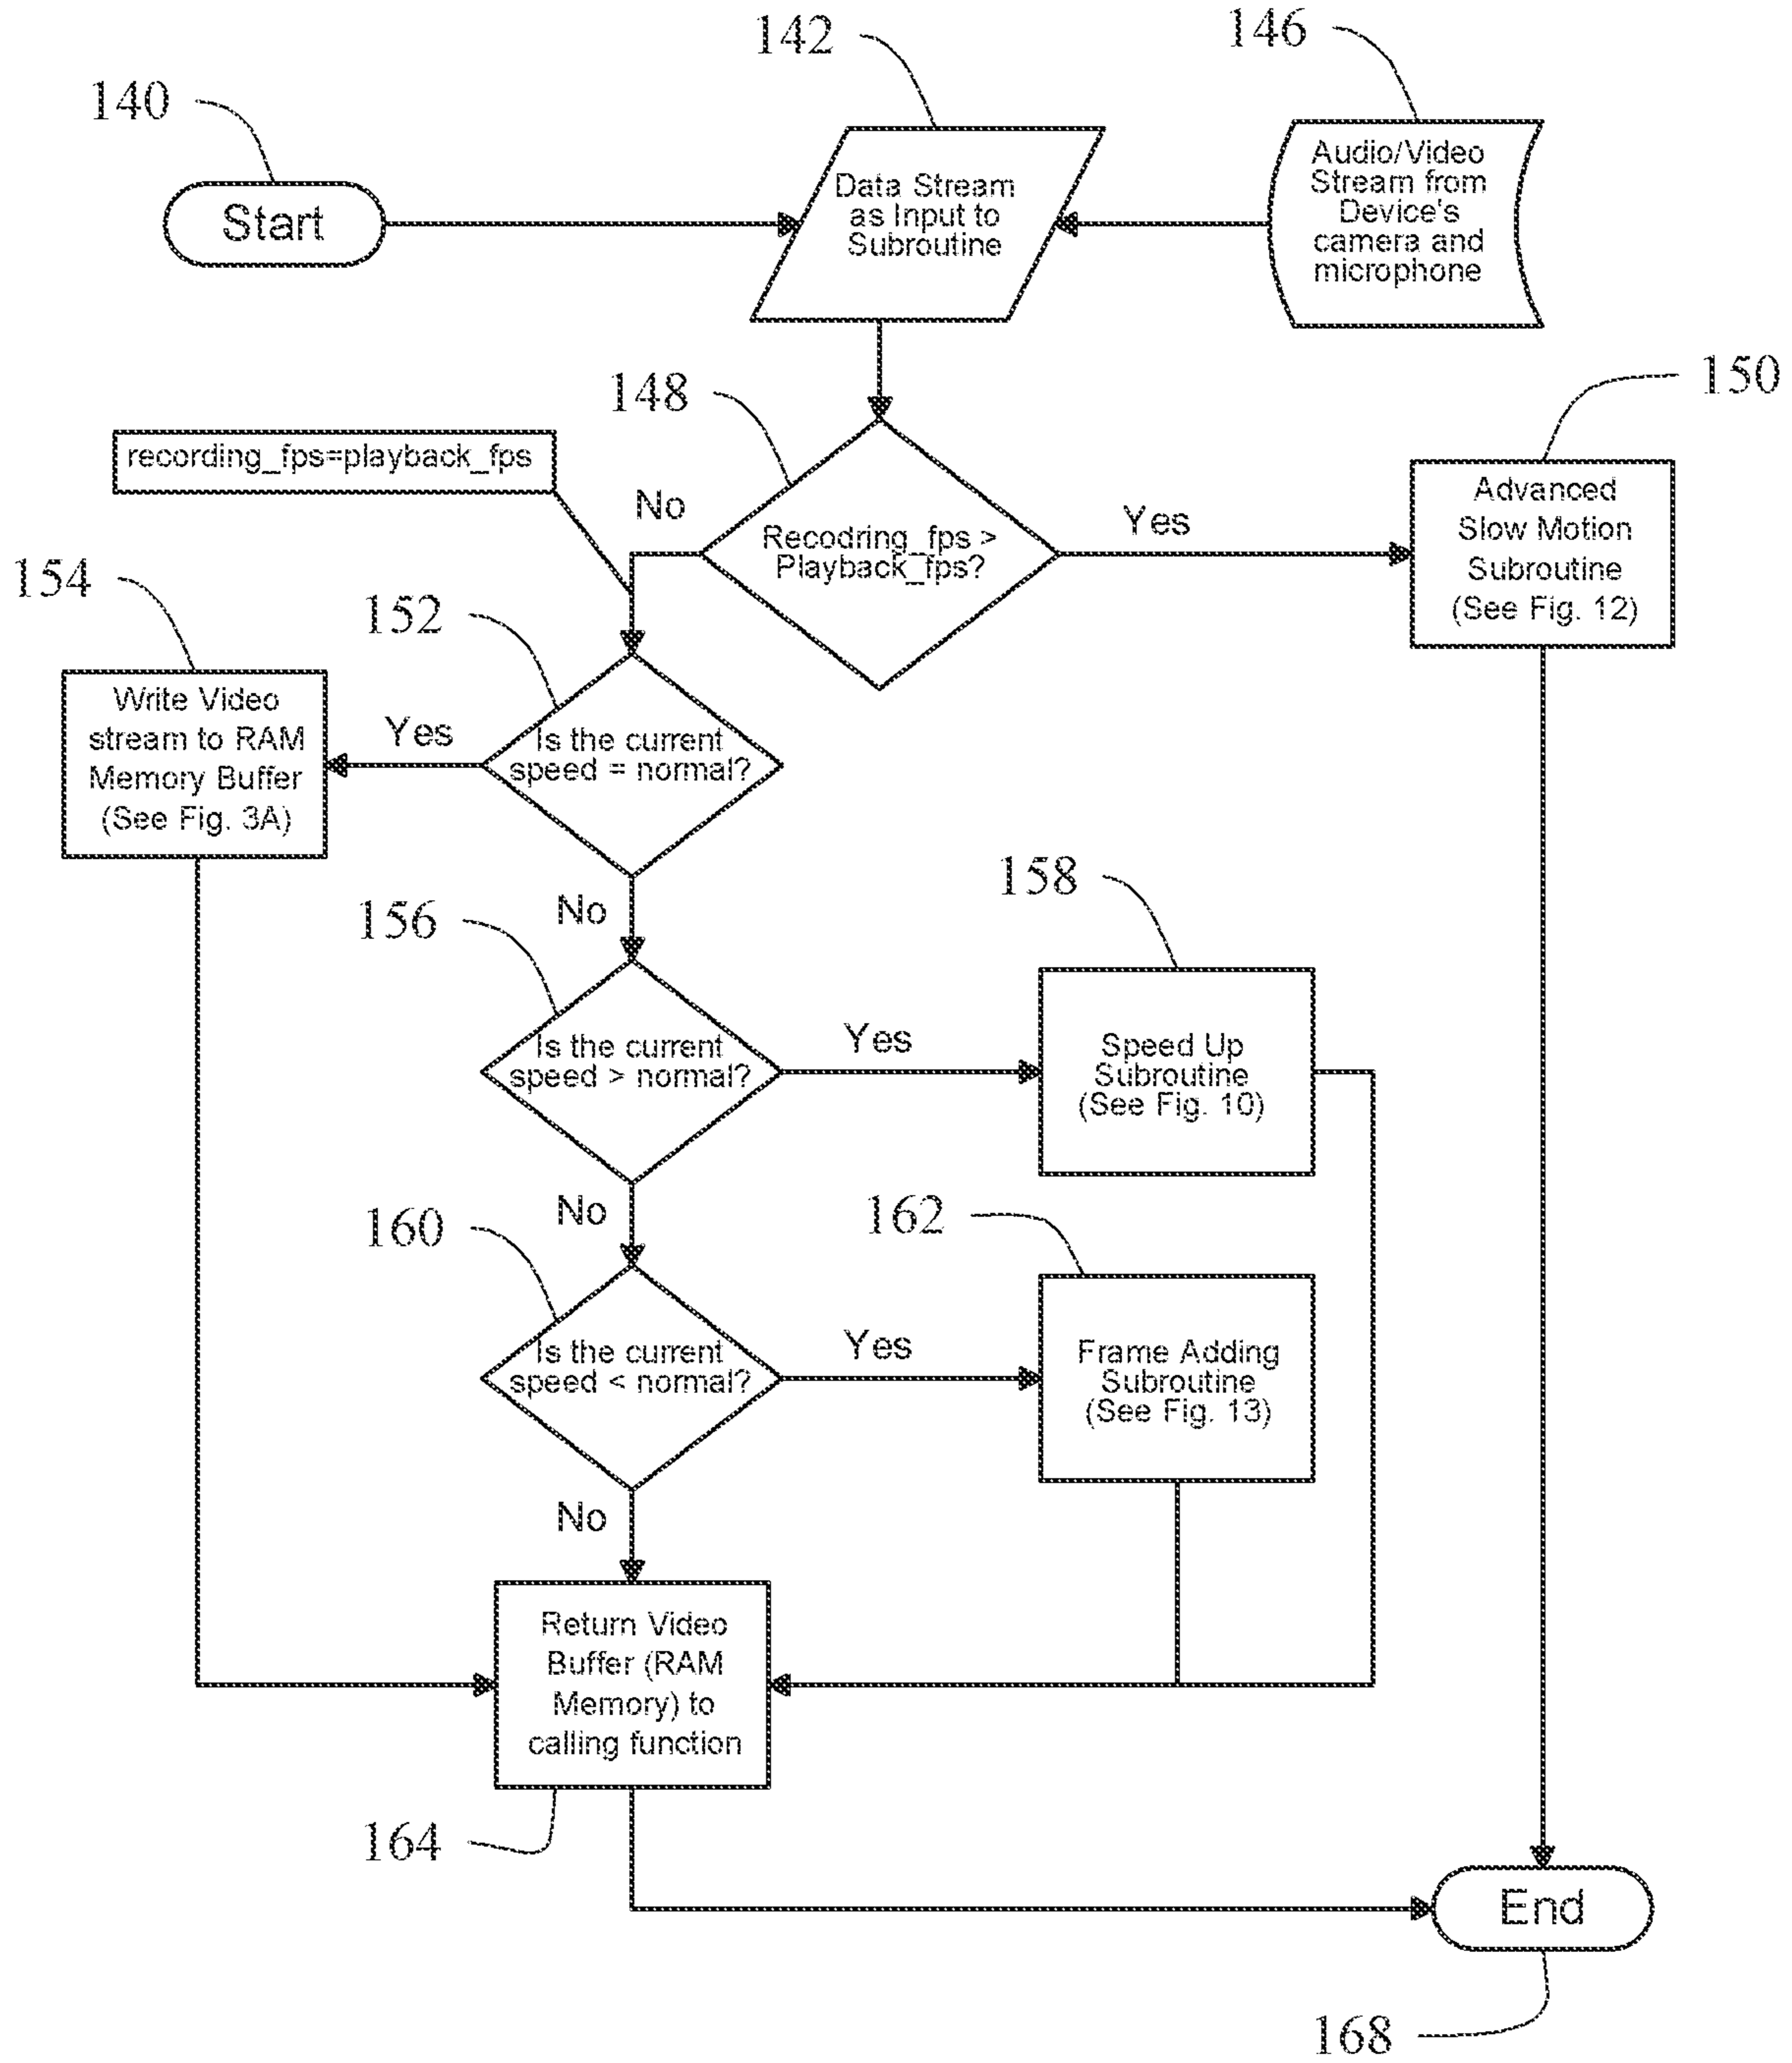 142
146
140
Start
Data Stream
as Input to
Subroutine
Audio/Video
Stream from
Device's
camera and
microphone
148
150
recording_fps=playback_fps
No
Recodring_fps >
Playback_fps?
Yes
Advanced
Slow Motion
Subroutine
(See Fig. 12)
154
152
Write Video
stream to RAM
Memory Buffer
(See Fig. 3A)
Yes
Is the current
speed = normal?
No
156
158
Is the current
speed > normal?
Yes
Speed Up
Subroutine
(See Fig. 10)
No
160
162
Is the current
speed < normal?
Yes
Frame Adding
Subroutine
(See Fig. 13)
No
Return Video
Buffer (RAM
Memory) to
calling function
164
End
168